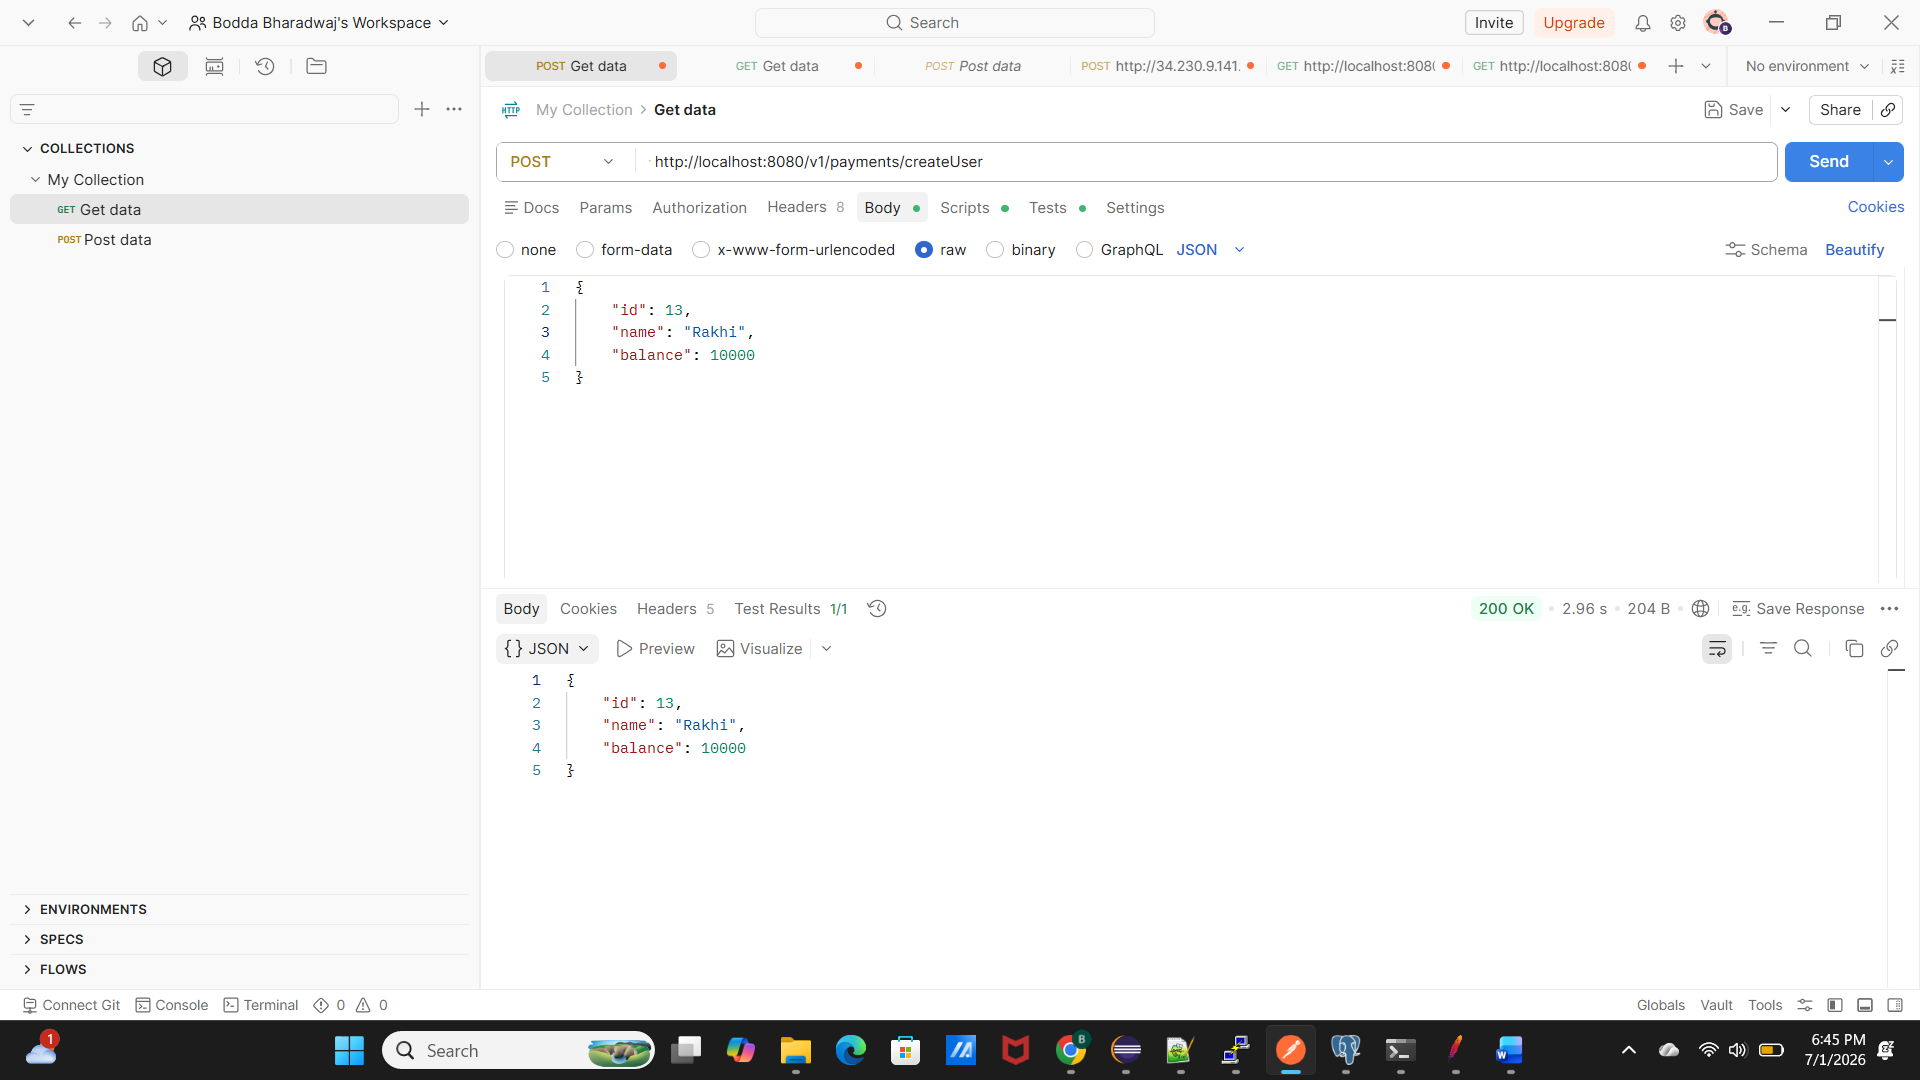 Bodda Bharadwaj's Workspace
Search
Invite
Upgrade
B
POST Get data
GET Get data
POST Post data
POST http://34.230.9.141.
GET http://localhost:808
GET http://localhost:808
No environment
HTTP My Collection > Get data
Save
Share
COLLECTIONS
My Collection
GET Get data
POST Post data
POST http://localhost:8080/v1/payments/createUser
Send
Docs Params Authorization Headers 8 Body Scripts Tests Settings
Cookies
none form-data x-www-form-urlencoded raw binary GraphQL JSON
Schema Beautify
1 {
2 "id": 13,
3 "name": "Rakhi",
4 "balance": 10000
5 }
Body Cookies Headers 5 Test Results 1/1
200 OK • 2.96 s • 204 B • e.g. Save Response
{} JSON Preview Visualize
1 {
2 "id": 13,
3 "name": "Rakhi",
4 "balance": 10000
5 }
ENVIRONMENTS
SPECS
FLOWS
Connect Git Console Terminal 0 0
Globals Vault Tools
1
Search
B
W
6:45 PM
7/1/2026